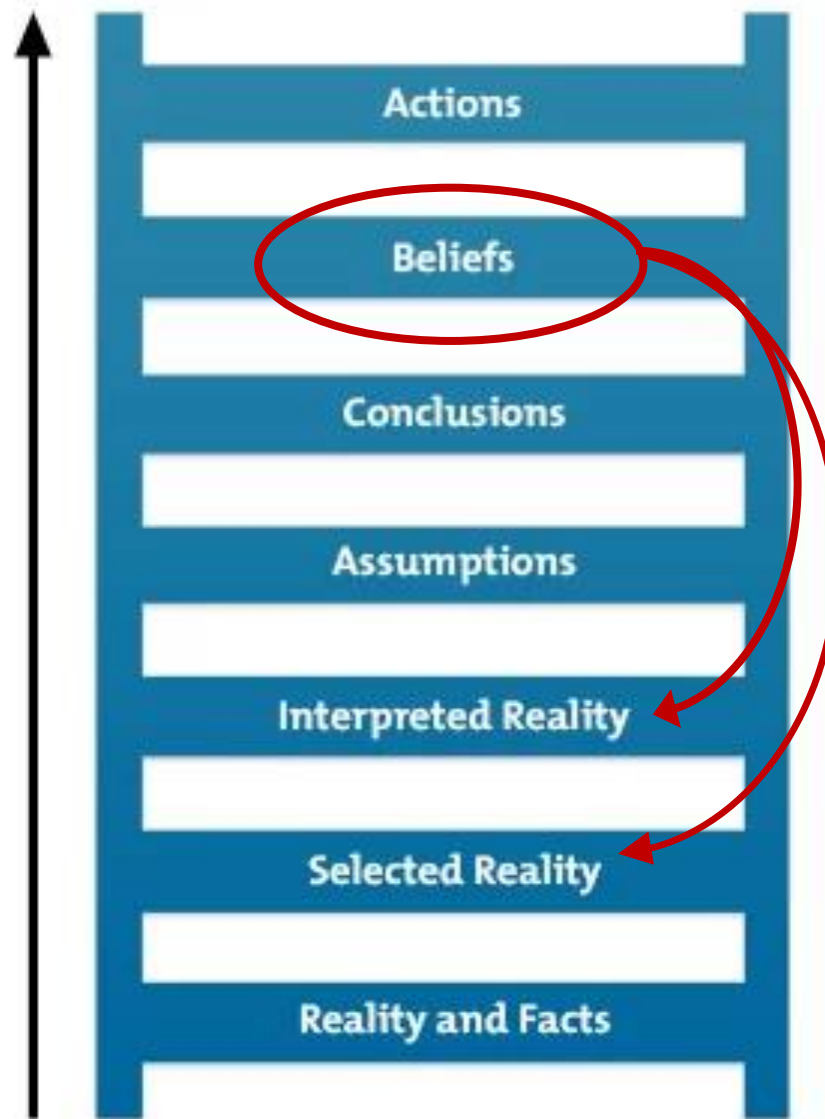 Actions
Beliefs
Conclusions
Assumptions
Interpreted Reality
Selected Reality
Reality and Facts